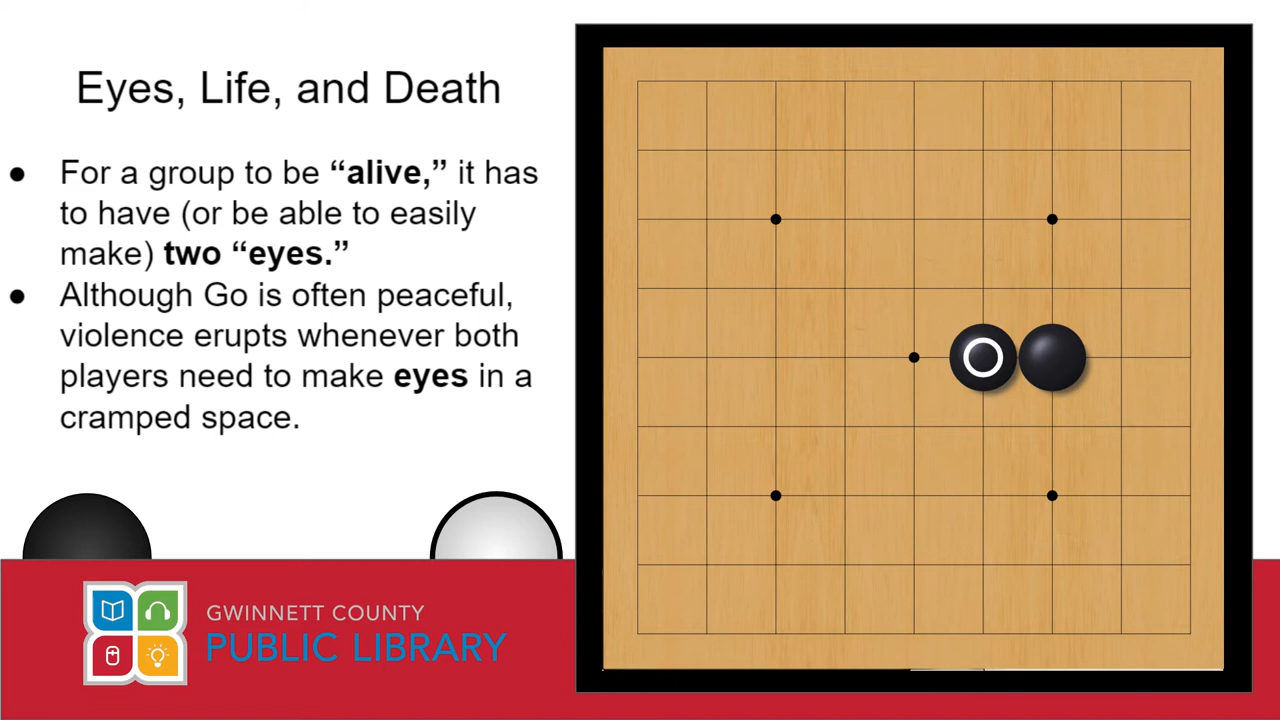 Eyes, Life, and Death
● For a group to be “alive,” it has
to have (or be able to easily
make) two “eyes.”
● Although Go is often peaceful,
violence erupts whenever both
players need to make eyes in a
cramped space.
GWINNETT COUNTY
PUBLIC LIBRARY